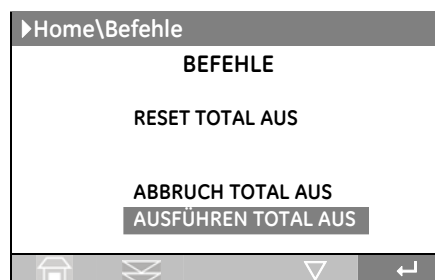 Home\Befehle
BEFEHLE
RESET TOTAL AUS
ABBRUCH TOTAL AUS
AUSFÜHREN TOTAL AUS